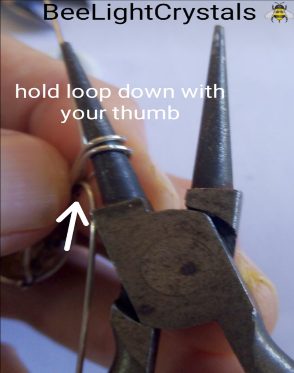 BeeLightCrystals
hold loop down with
your thumb